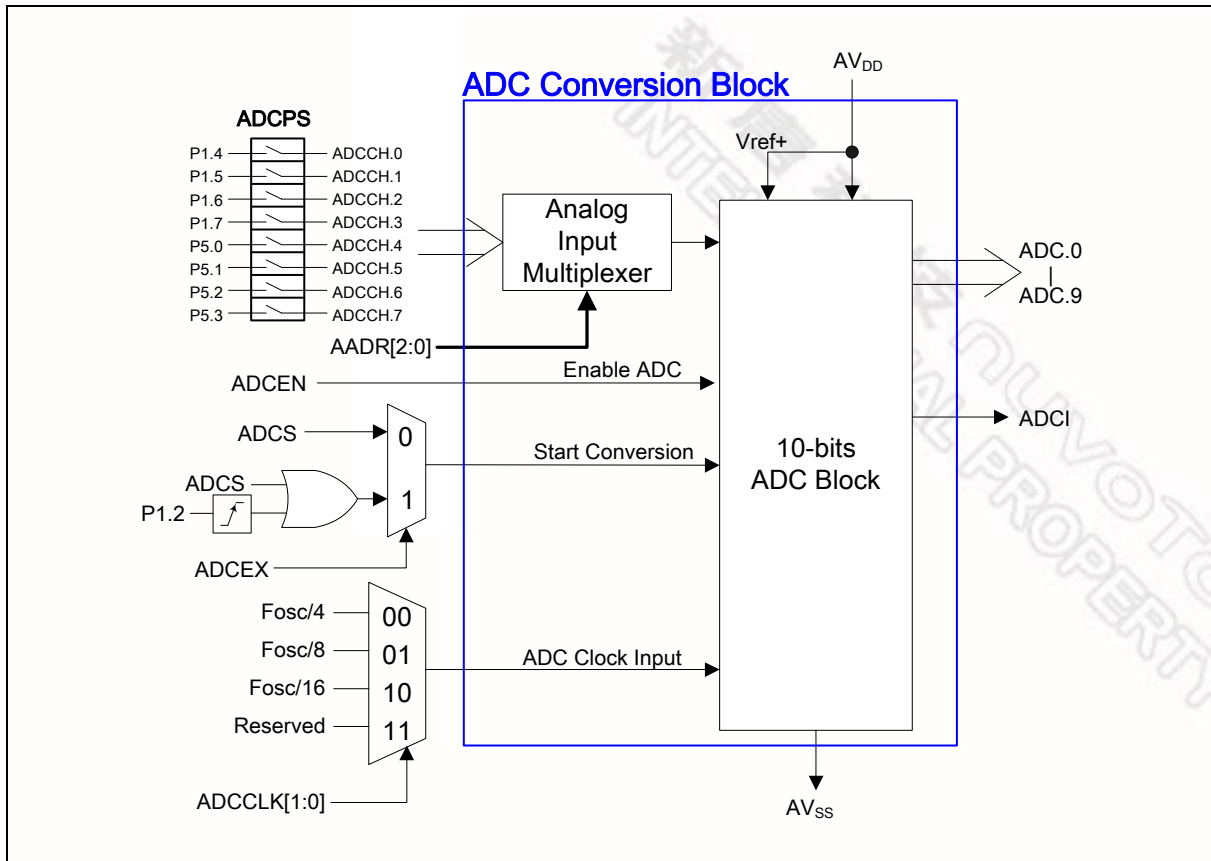 ADC Conversion Block
AV_DD
Vref+
ADCPS
P1.4 ADCCH.0
P1.5 ADCCH.1
P1.6 ADCCH.2
P1.7 ADCCH.3
P5.0 ADCCH.4
P5.1 ADCCH.5
P5.2 ADCCH.6
P5.3 ADCCH.7
Analog
Input
Multiplexer
AADR[2:0]
ADCEN
Enable ADC
ADCS
0
Start Conversion
ADCS
P1.2
1
ADCEX
10-bits
ADC Block
ADC.0
ADC.9
ADCI
Fosc/4 00
Fosc/8 01
Fosc/16 10
Reserved 11
ADC Clock Input
ADCCLK[1:0]
AV_SS